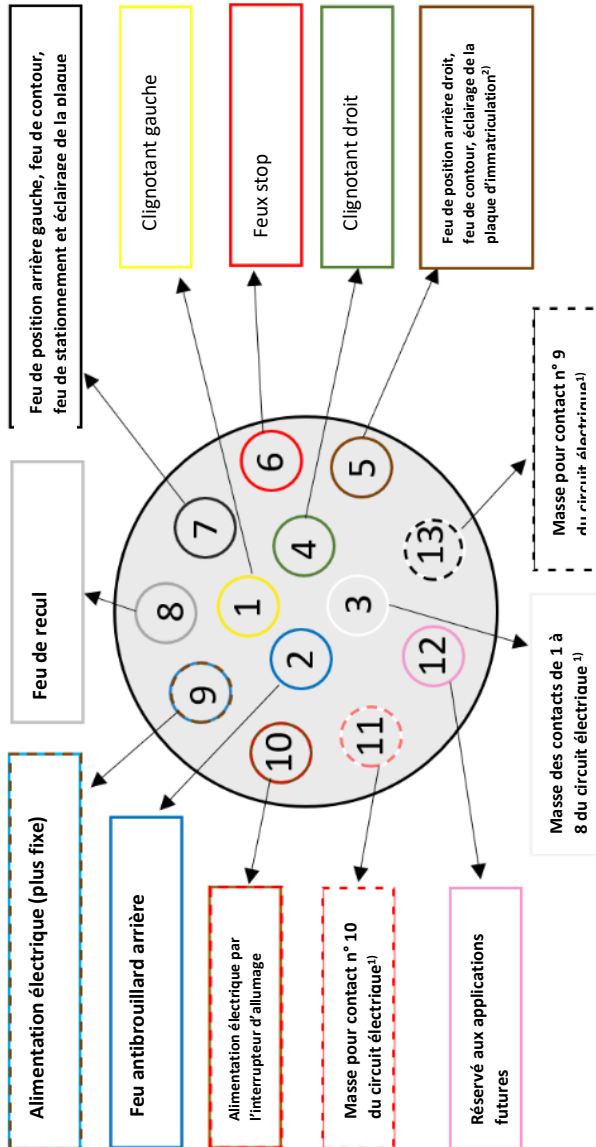 Alimentation électrique (plus fixe)
Feu antibrouillard arrière
Alimentation électrique par
l'interrupteur d'allumage
Masse pour contact n° 10
du circuit électrique¹⁾
Réservé aux applications
futures
Feu de recul
8
9
7
1
2
6
10
4
3
5
11
12
13
Masse des contacts de 1 à
8 du circuit électrique ¹⁾
Masse pour contact n° 9
du circuit électrique¹⁾
Feu de position arrière gauche, feu de contour,
feu de stationnement et éclairage de la plaque
Clignotant gauche
Feux stop
Clignotant droit
Feu de position arrière droit,
feu de contour, éclairage de la
plaque d'immatriculation²⁾